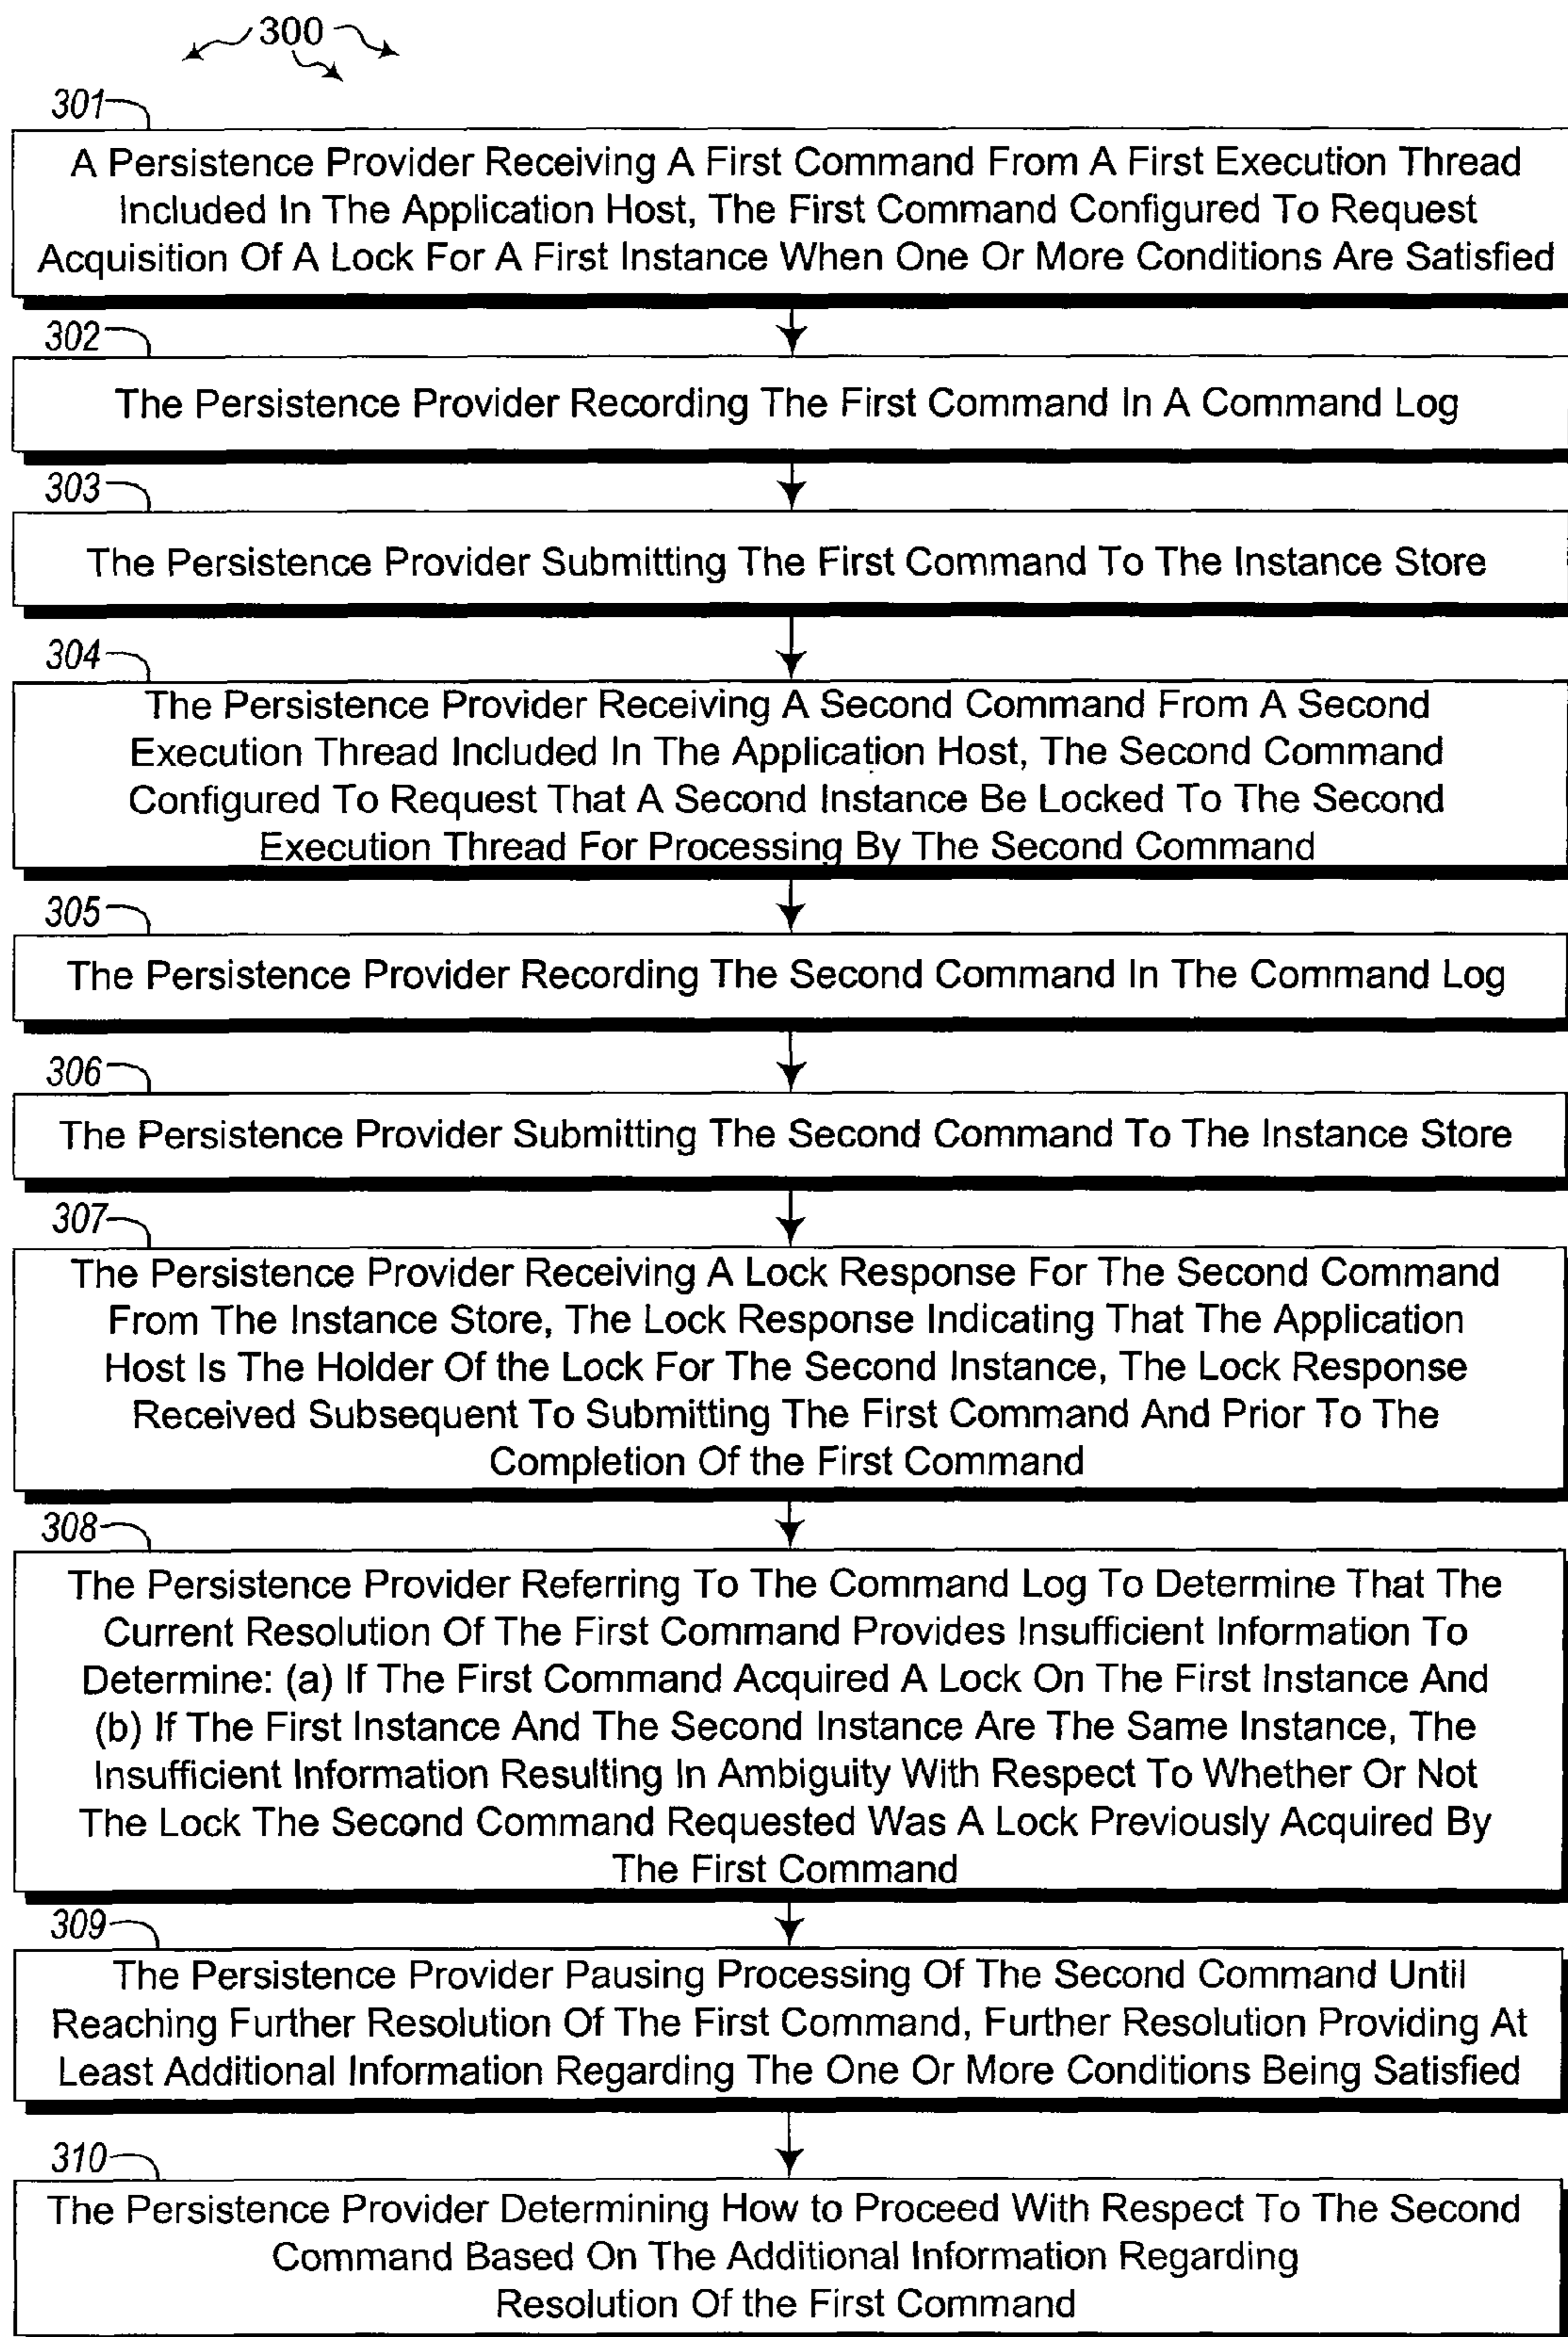 300
301
A Persistence Provider Receiving A First Command From A First Execution Thread
Included In The Application Host, The First Command Configured To Request
Acquisition Of A Lock For A First Instance When One Or More Conditions Are Satisfied
302
The Persistence Provider Recording The First Command In A Command Log
303
The Persistence Provider Submitting The First Command To The Instance Store
304
The Persistence Provider Receiving A Second Command From A Second
Execution Thread Included In The Application Host, The Second Command
Configured To Request That A Second Instance Be Locked To The Second
Execution Thread For Processing By The Second Command
305
The Persistence Provider Recording The Second Command In The Command Log
306
The Persistence Provider Submitting The Second Command To The Instance Store
307
The Persistence Provider Receiving A Lock Response For The Second Command
From The Instance Store, The Lock Response Indicating That The Application
Host Is The Holder Of the Lock For The Second Instance, The Lock Response
Received Subsequent To Submitting The First Command And Prior To The
Completion Of the First Command
308
The Persistence Provider Referring To The Command Log To Determine That The
Current Resolution Of The First Command Provides Insufficient Information To
Determine: (a) If The First Command Acquired A Lock On The First Instance And
(b) If The First Instance And The Second Instance Are The Same Instance, The
Insufficient Information Resulting In Ambiguity With Respect To Whether Or Not
The Lock The Second Command Requested Was A Lock Previously Acquired By
The First Command
309
The Persistence Provider Pausing Processing Of The Second Command Until
Reaching Further Resolution Of The First Command, Further Resolution Providing At
Least Additional Information Regarding The One Or More Conditions Being Satisfied
310
The Persistence Provider Determining How to Proceed With Respect To The Second
Command Based On The Additional Information Regarding
Resolution Of the First Command